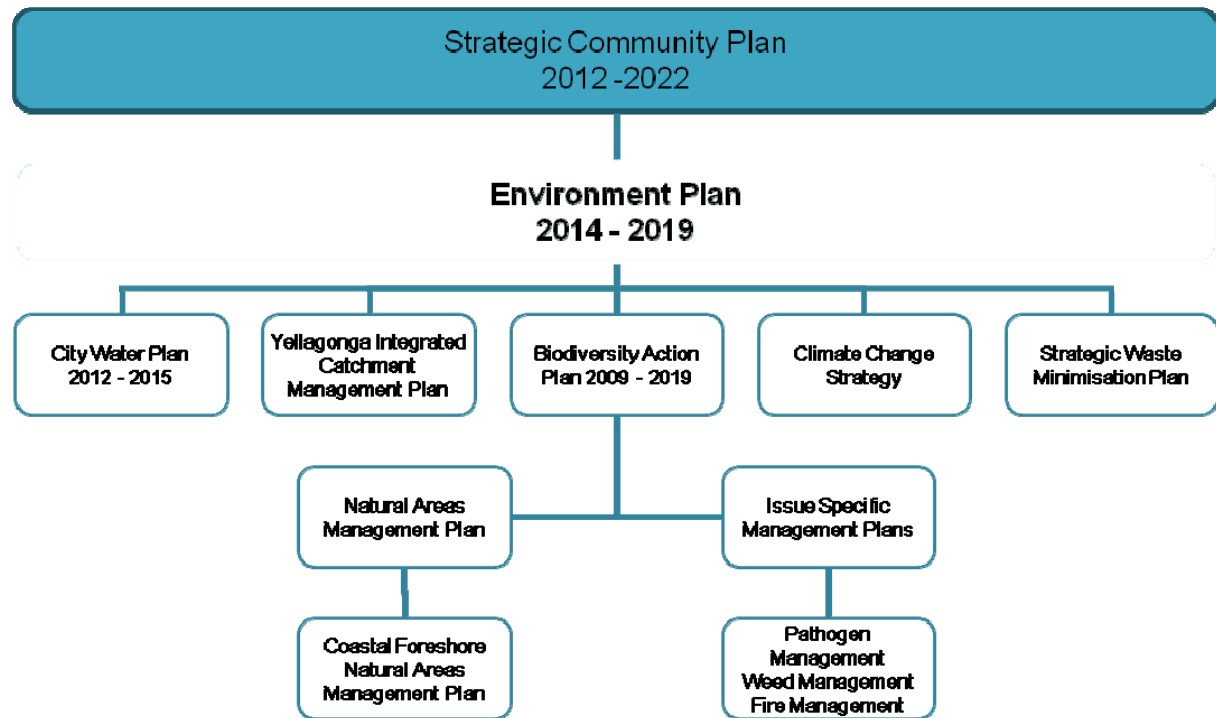 Strategic Community Plan
2012 -2022
Environment Plan
2014 - 2019
City Water Plan
2012 - 2015
Yellagonga Integrated
Catchment
Management Plan
Biodiversity Action
Plan 2009 - 2019
Climate Change
Strategy
Strategic Waste
Minimisation Plan
Natural Areas
Management Plan
Issue Specific
Management Plans
Coastal Foreshore
Natural Areas
Management Plan
Pathogen
Management
Weed Management
Fire Management